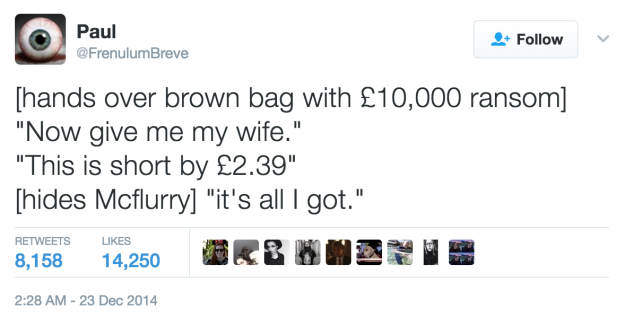 Paul
@FrenulumBreve
Follow
[hands over brown bag with £10,000 ransom]
"Now give me my wife."
"This is short by £2.39"
[hides Mcflurry] "it's all I got."
RETWEETS LIKES
8,158 14,250
2:28 AM - 23 Dec 2014